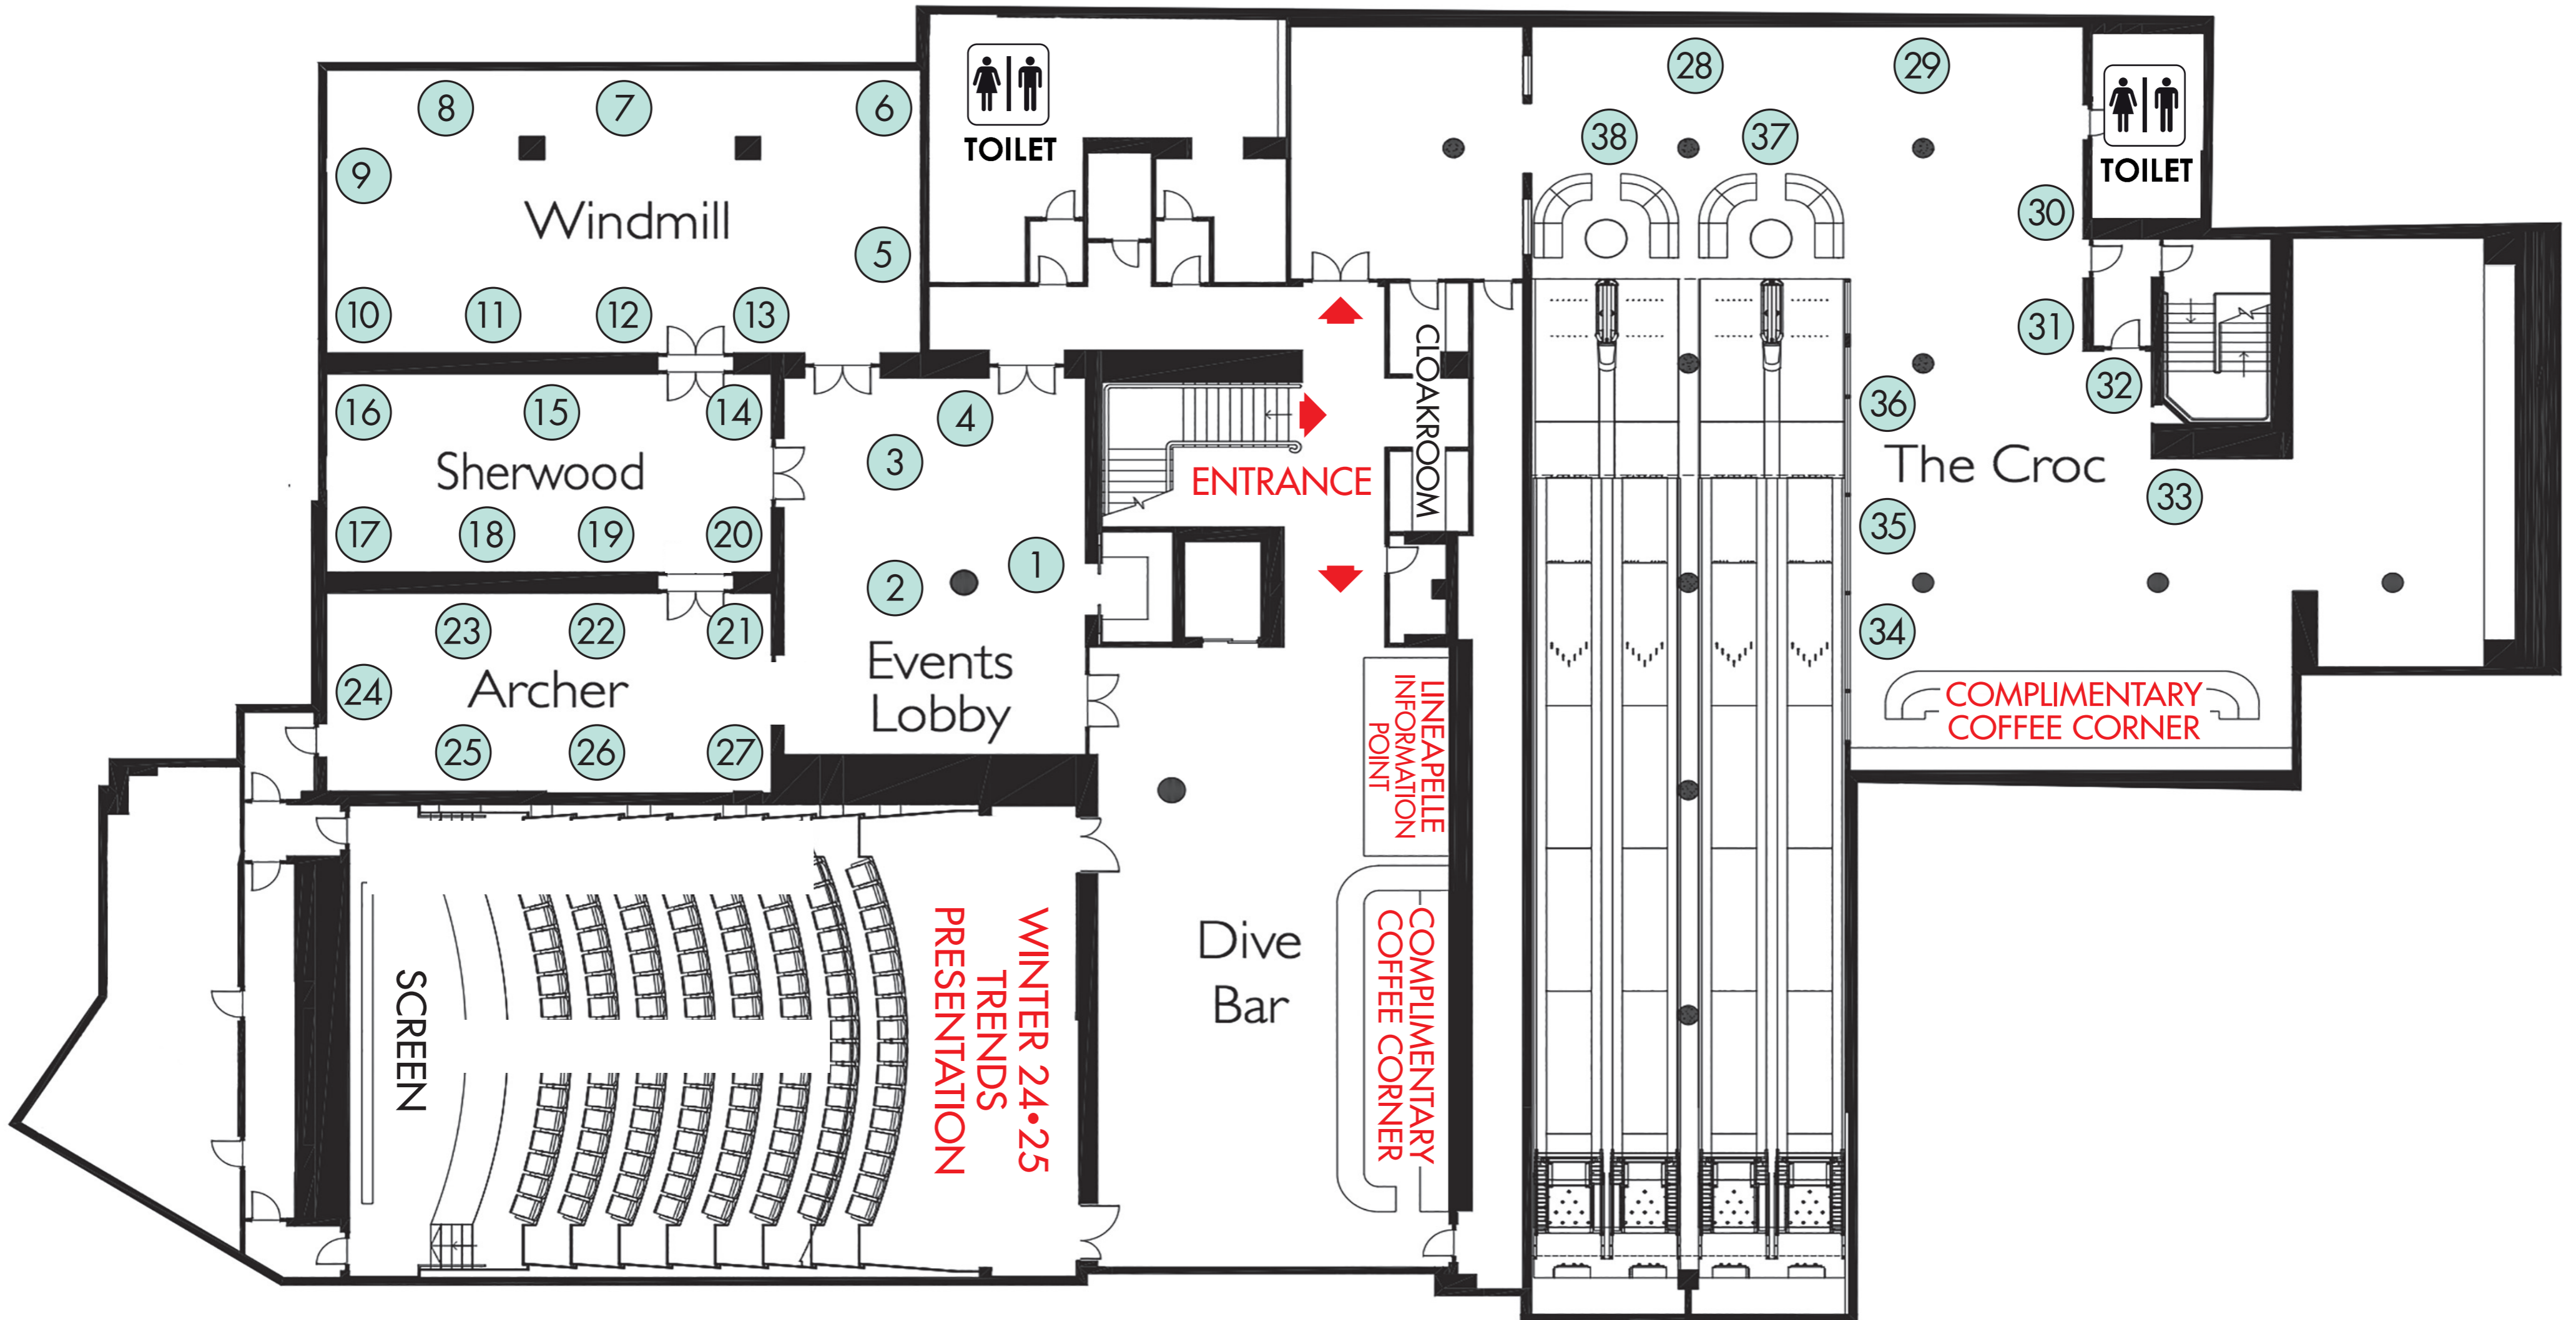 28
29
8
7
6
TOILET
38
37
TOILET
9
Windmill
30
5
10
11
12
13
31
CLOAKROOM
32
36
16
15
14
4
3
Sherwood
ENTRANCE
The Croc
33
17
18
19
20
35
1
2
23
22
21
34
Events
Lobby
24
Archer
LINEAPELLE
INFORMATION
POINT
COMPLIMENTARY
COFFEE CORNER
25
26
27
SCREEN
WINTER 24•25
TRENDS
PRESENTATION
Dive
Bar
COMPLIMENTARY
COFFEE CORNER